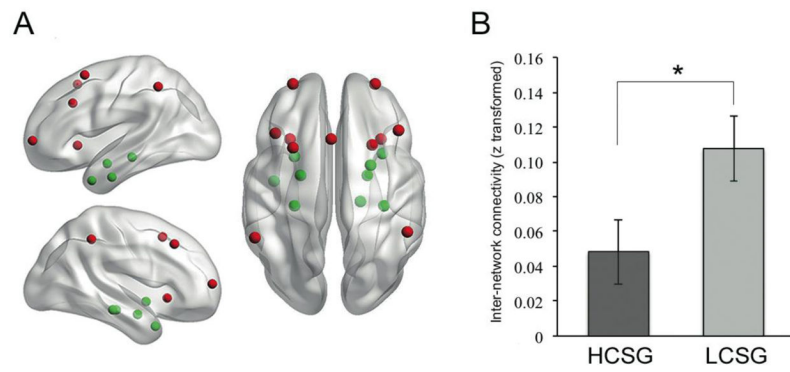 A
B
Inter-network connectivity (z transformed)
0.16
0.14
0.12
0.10
0.08
0.06
0.04
0.02
0
*
HCSG
LCSG